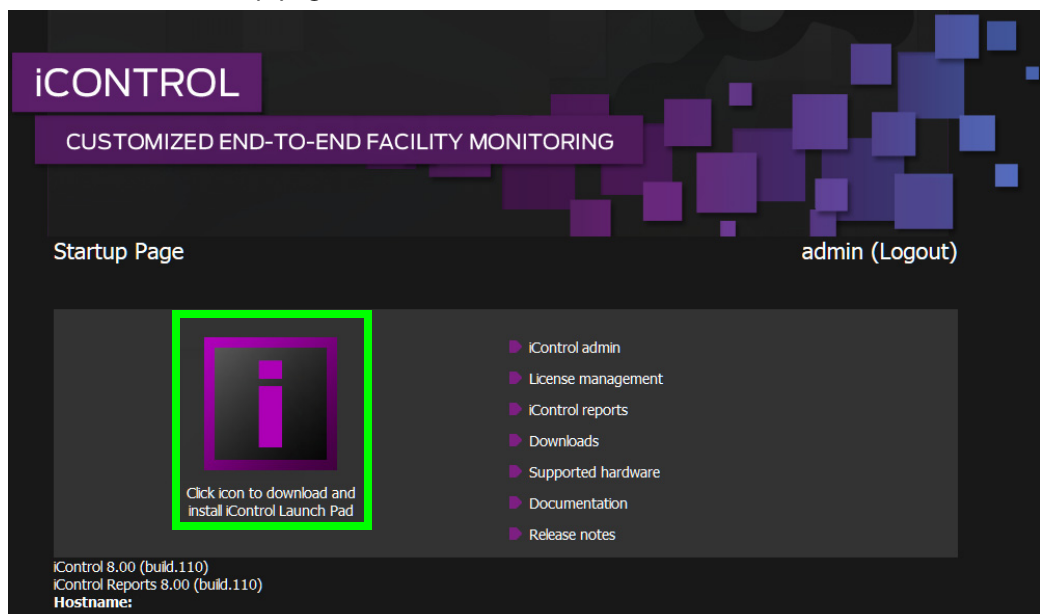 iCONTROL
CUSTOMIZED END-TO-END FACILITY MONITORING
Startup Page
admin (Logout)
i
Click icon to download and
install iControl Launch Pad
iControl admin
License management
iControl reports
Downloads
Supported hardware
Documentation
Release notes
iControl 8.00 (build.110)
iControl Reports 8.00 (build.110)
Hostname: